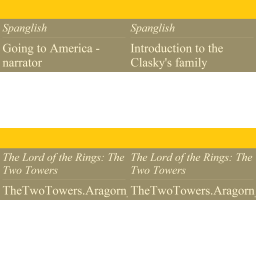 Spanglish Spanglish
Going to America - Introduction to the
narrator Clasky's family
The Lord of the Rings: The The Lord of the Rings: The
Two Towers Two Towers
TheTwoTowers.Aragorn TheTwoTowers.Aragorn